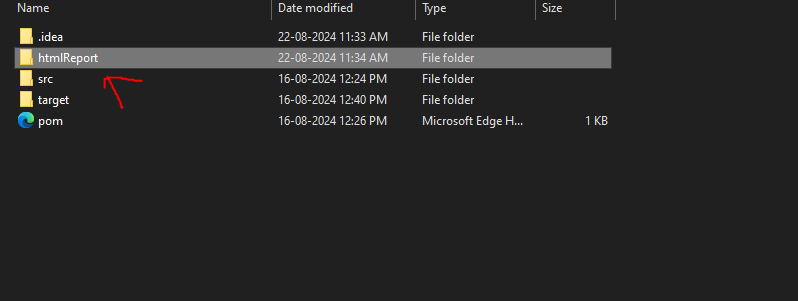 Name Date modified Type Size
.idea 22-08-2024 11:33 AM File folder
htmlReport 22-08-2024 11:34 AM File folder
src 16-08-2024 12:24 PM File folder
target 16-08-2024 12:40 PM File folder
pom 16-08-2024 12:26 PM Microsoft Edge H... 1 KB